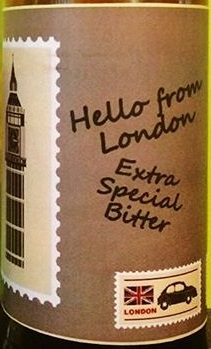 Hello from
London
Extra
Special
Bitter
LONDON